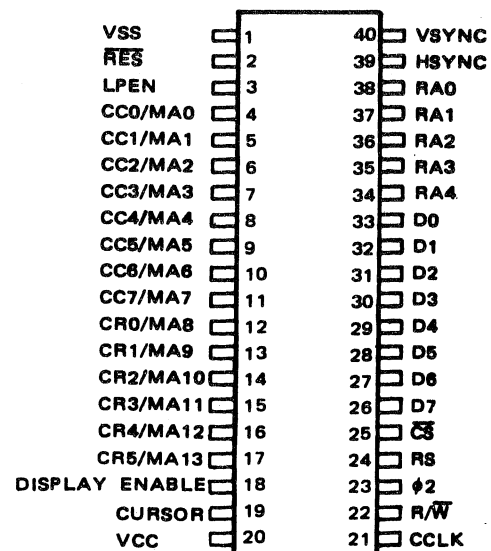 VSS 1 40 VSYNC
R̅E̅S̅ 2 39 HSYNC
LPEN 3 38 RA0
CC0/MA0 4 37 RA1
CC1/MA1 5 36 RA2
CC2/MA2 6 35 RA3
CC3/MA3 7 34 RA4
CC4/MA4 8 33 D0
CC5/MA5 9 32 D1
CC6/MA6 10 31 D2
CC7/MA7 11 30 D3
CR0/MA8 12 29 D4
CR1/MA9 13 28 D5
CR2/MA10 14 27 D6
CR3/MA11 15 26 D7
CR4/MA12 16 25 C̅S̅
CR5/MA13 17 24 RS
DISPLAY ENABLE 18 23 ϕ2
CURSOR 19 22 R/W̅
VCC 20 21 CCLK